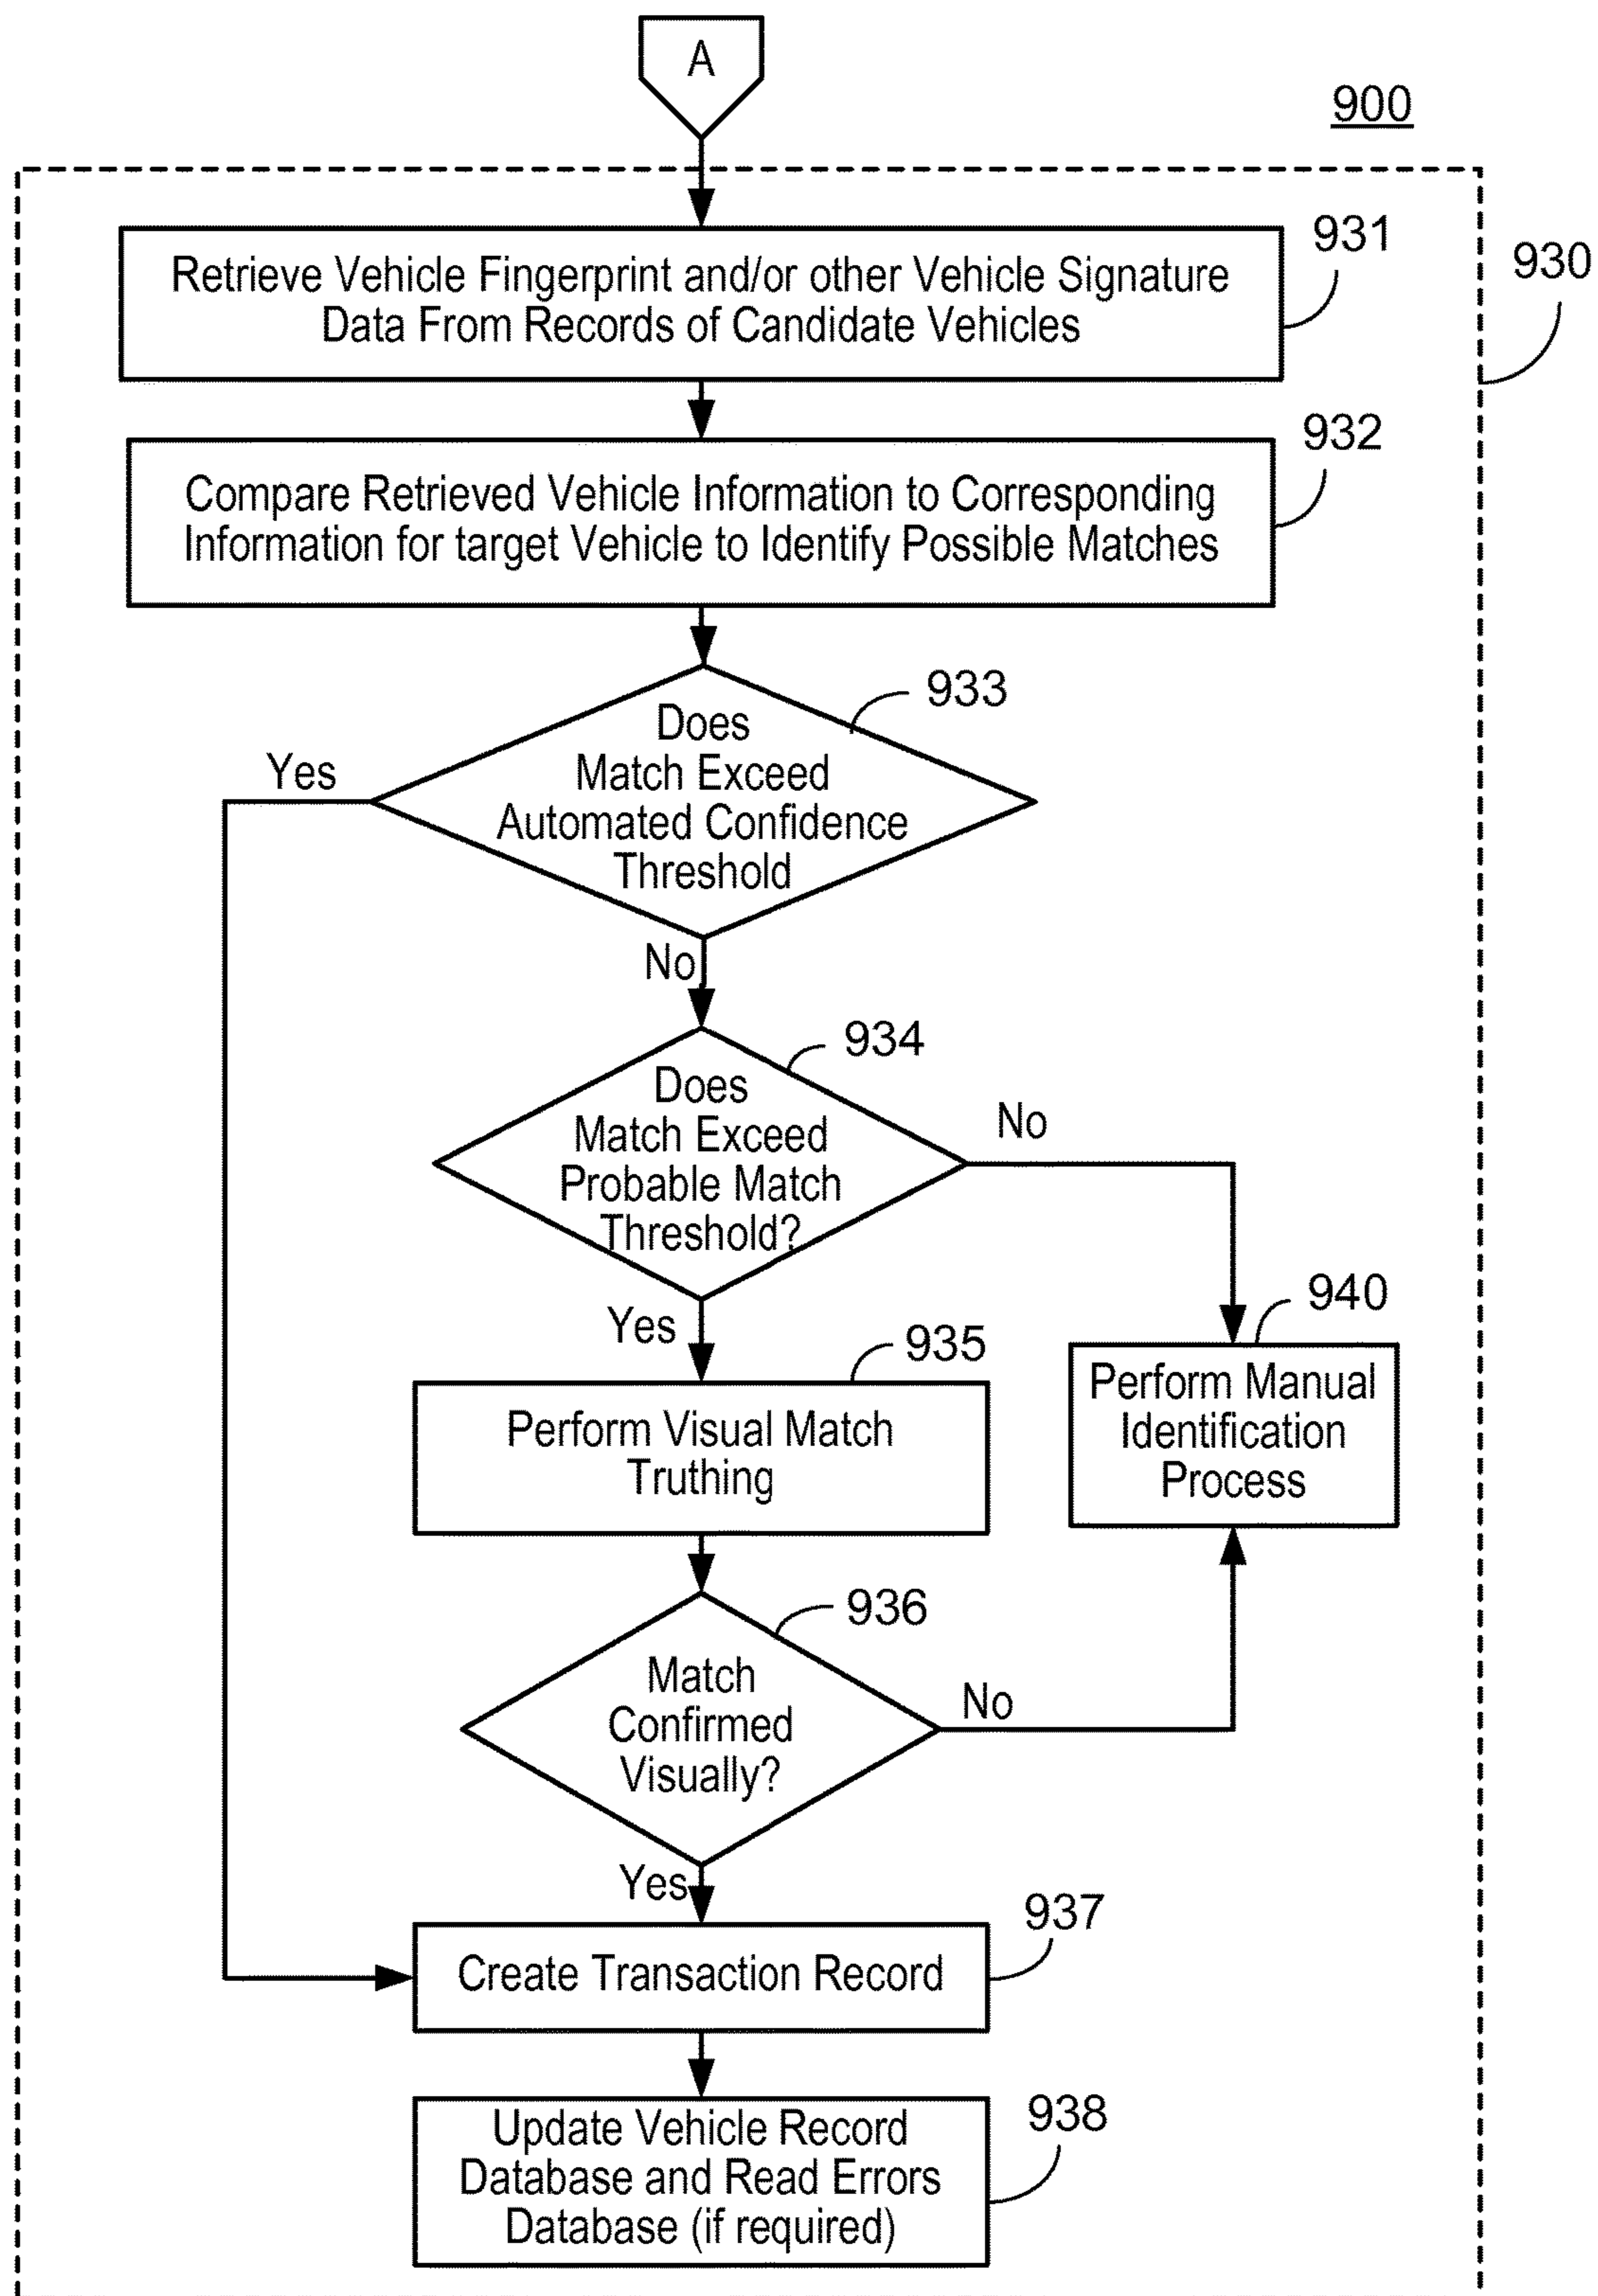 A
900
931
930
Retrieve Vehicle Fingerprint and/or other Vehicle Signature
Data From Records of Candidate Vehicles
932
Compare Retrieved Vehicle Information to Corresponding
Information for target Vehicle to Identify Possible Matches
933
Does
Match Exceed
Automated Confidence
Threshold
Yes
No
934
Does
Match Exceed
Probable Match
Threshold?
No
Yes
935
940
Perform Visual Match
Truthing
Perform Manual
Identification
Process
936
Match
Confirmed
Visually?
No
Yes
937
Create Transaction Record
938
Update Vehicle Record
Database and Read Errors
Database (if required)